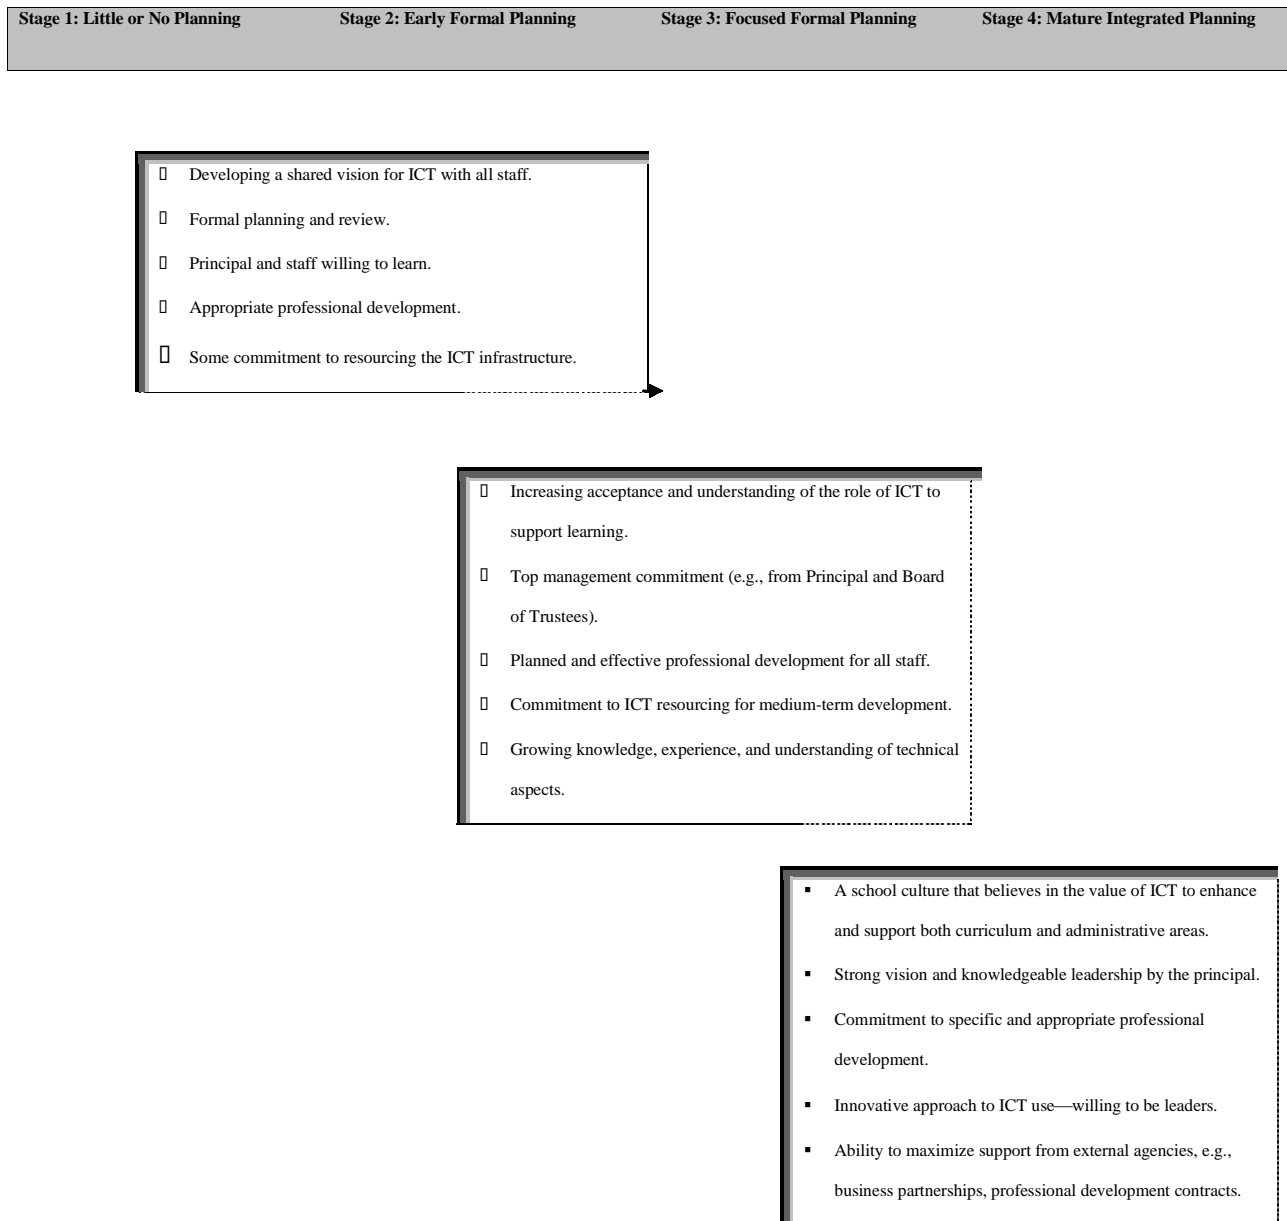 Stage 1: Little or No Planning
Stage 2: Early Formal Planning
Stage 3: Focused Formal Planning
Stage 4: Mature Integrated Planning
Developing a shared vision for ICT with all staff.
Formal planning and review.
Principal and staff willing to learn.
Appropriate professional development.
Some commitment to resourcing the ICT infrastructure.
Increasing acceptance and understanding of the role of ICT to
support learning.
Top management commitment (e.g., from Principal and Board
of Trustees).
Planned and effective professional development for all staff.
Commitment to ICT resourcing for medium-term development.
Growing knowledge, experience, and understanding of technical
aspects.
▪ A school culture that believes in the value of ICT to enhance
and support both curriculum and administrative areas.
▪ Strong vision and knowledgeable leadership by the principal.
▪ Commitment to specific and appropriate professional
development.
▪ Innovative approach to ICT use—willing to be leaders.
▪ Ability to maximize support from external agencies, e.g.,
business partnerships, professional development contracts.